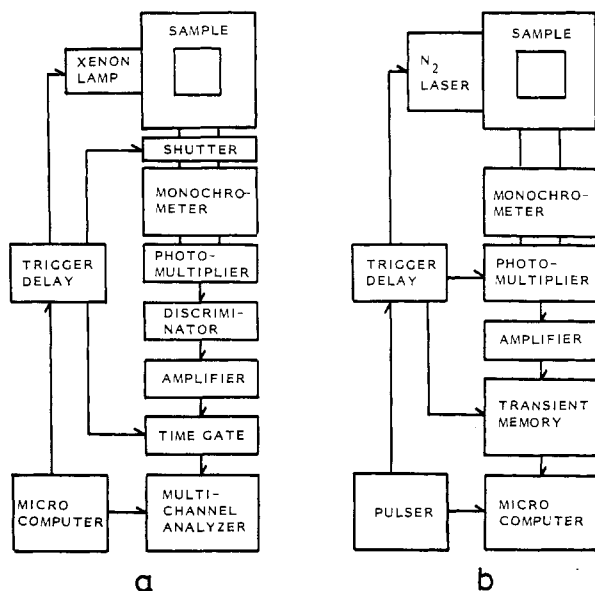 SAMPLE
XENON
LAMP
SHUTTER
MONOCHRO-
METER
TRIGGER
DELAY
PHOTO-
MULTIPLIER
DISCRIMI-
NATOR
AMPLIFIER
TIME GATE
MICRO
COMPUTER
MULTI-
CHANNEL
ANALYZER
a
SAMPLE
N2
LASER
MONOCHRO-
METER
TRIGGER
DELAY
PHOTO-
MULTIPLIER
AMPLIFIER
TRANSIENT
MEMORY
PULSER
MICRO
COMPUTER
b